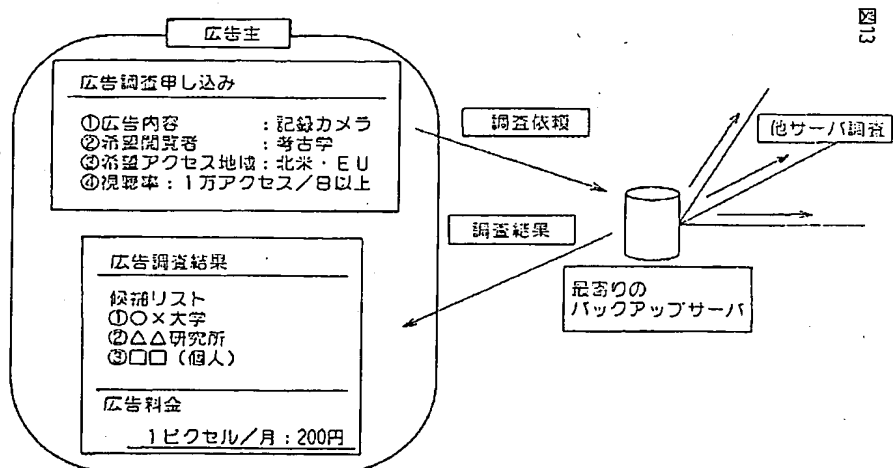 図13
広告主
広告調査申し込み
①広告内容　　　　：記録カメラ
②希望閲覧者　　　：考古学
③希望アクセス地域：北米・EU
④視聴率：1万アクセス／日以上
調査依頼
他サーバ調査
調査結果
最寄りの
バックアップサーバ
広告調査結果
候補リスト
①○×大学
②△△研究所
③□□（個人）
広告料金
1ピクセル／月：200円